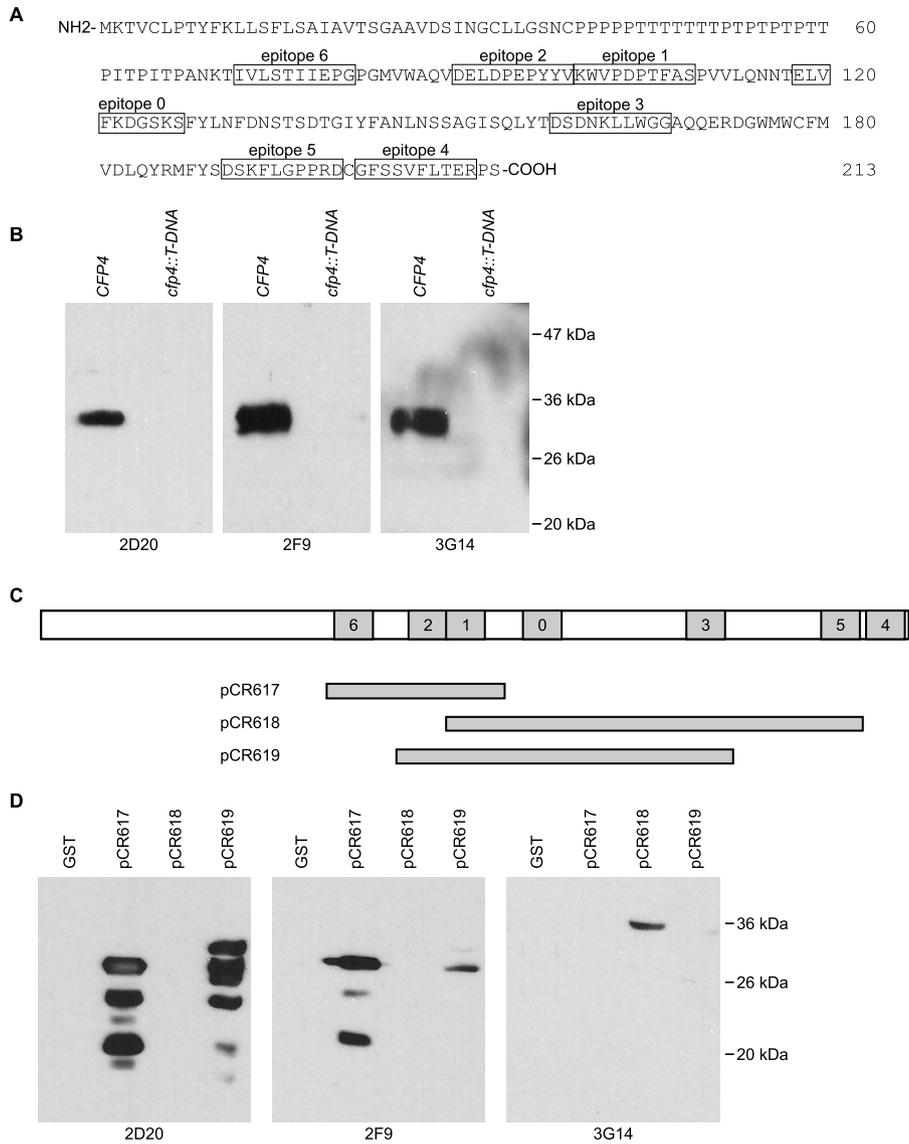 A
NH2-MKTVCLPTYFKLLSFLSAIAVTSGAAVDSINGCLLGSNCPPPPPTTTTTTTPTPTPTPTT 60
epitope 6 epitope 2 epitope 1
PITPITPANKTIVLSTIIEPGPGMVWAQVDELDPEPYYVKWVPDPTFASPVVLQNNTELV 120
epitope 0 epitope 3
FKDGSKSFYLNFDNSTSDTGIYFANLNSSAGISQLYTDSDNKLLWGGAQQERDGWMWCFM 180
epitope 5 epitope 4
VDLQYRMFYSDSKFLGPPRDCGFSSVFLTERPS-COOH 213
B
CFP4 cfp4::T-DNA CFP4 cfp4::T-DNA CFP4 cfp4::T-DNA
47 kDa
36 kDa
26 kDa
20 kDa
2D20 2F9 3G14
C
6 2 1 0 3 5 4
pCR617
pCR618
pCR619
D
GST pCR617 pCR618 pCR619 GST pCR617 pCR618 pCR619 GST pCR617 pCR618 pCR619
36 kDa
26 kDa
20 kDa
2D20 2F9 3G14